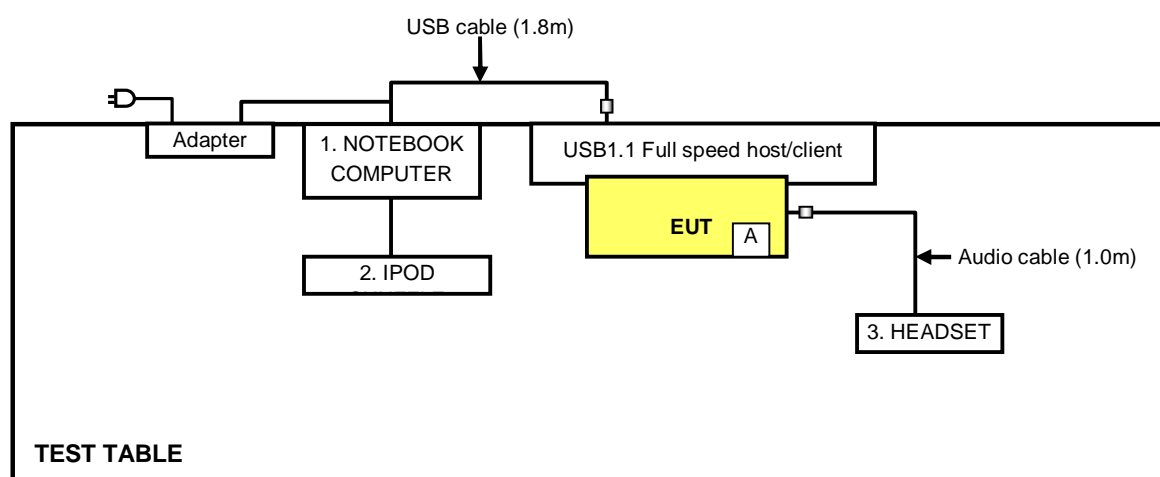 USB cable (1.8m)
Adapter
1. NOTEBOOK
COMPUTER
USB1.1 Full speed host/client
EUT
A
2. IPOD
Audio cable (1.0m)
3. HEADSET
TEST TABLE